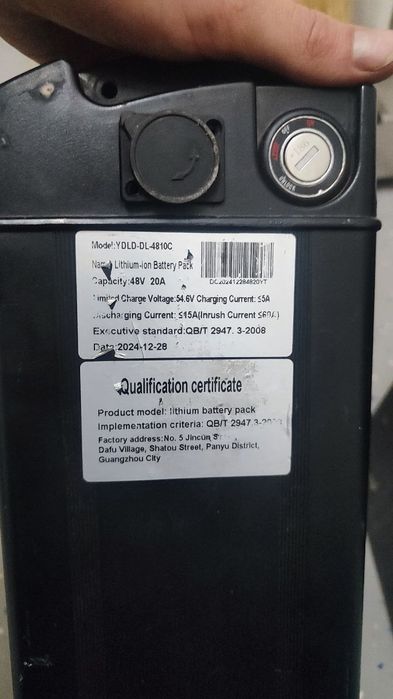 OFF
Model:YDLD-DL-4810C
Lithium-ion Battery Pack
DC202412284820YT
Capacity:48V 20A
Limited Charge Voltage:54.6V Charging Current: ≤5A
Discharging Current: ≤15A(Inrush Current ≤60A)
Executive standard:QB/T 2947. 3-2008
Date:2024-12-28
Qualification certificate
Product model: lithium battery pack
Implementation criteria: QB/T 2947.3-
Factory address:No. 5 Jincun
Dafu Village, Shatou Street, Panyu District,
Guangzhou City